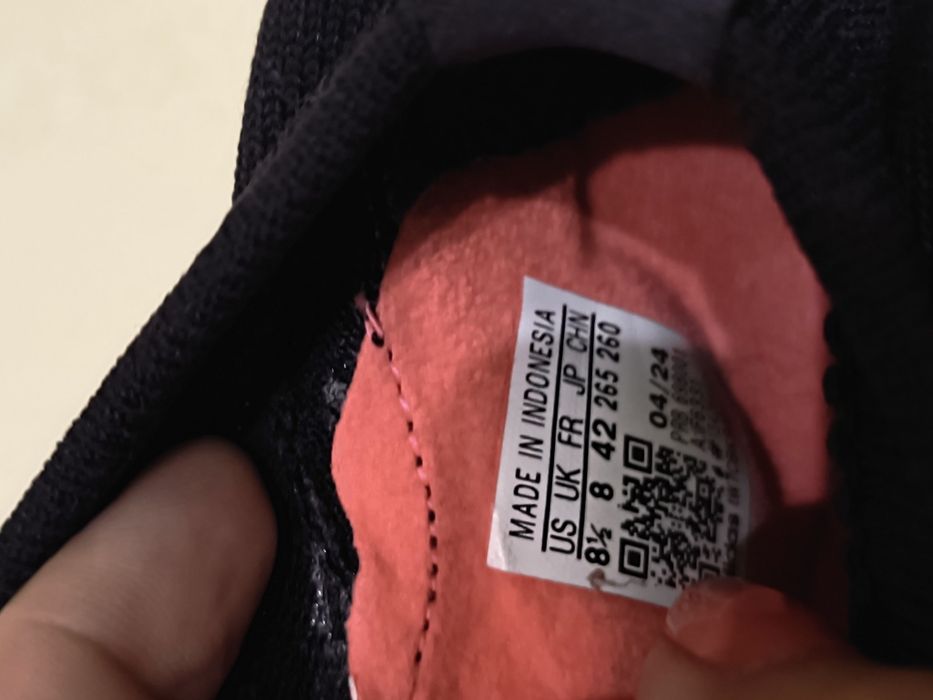 MADE IN INDONESIA
US UK FR JP CHN
8½ 8 42 265 260
04/24